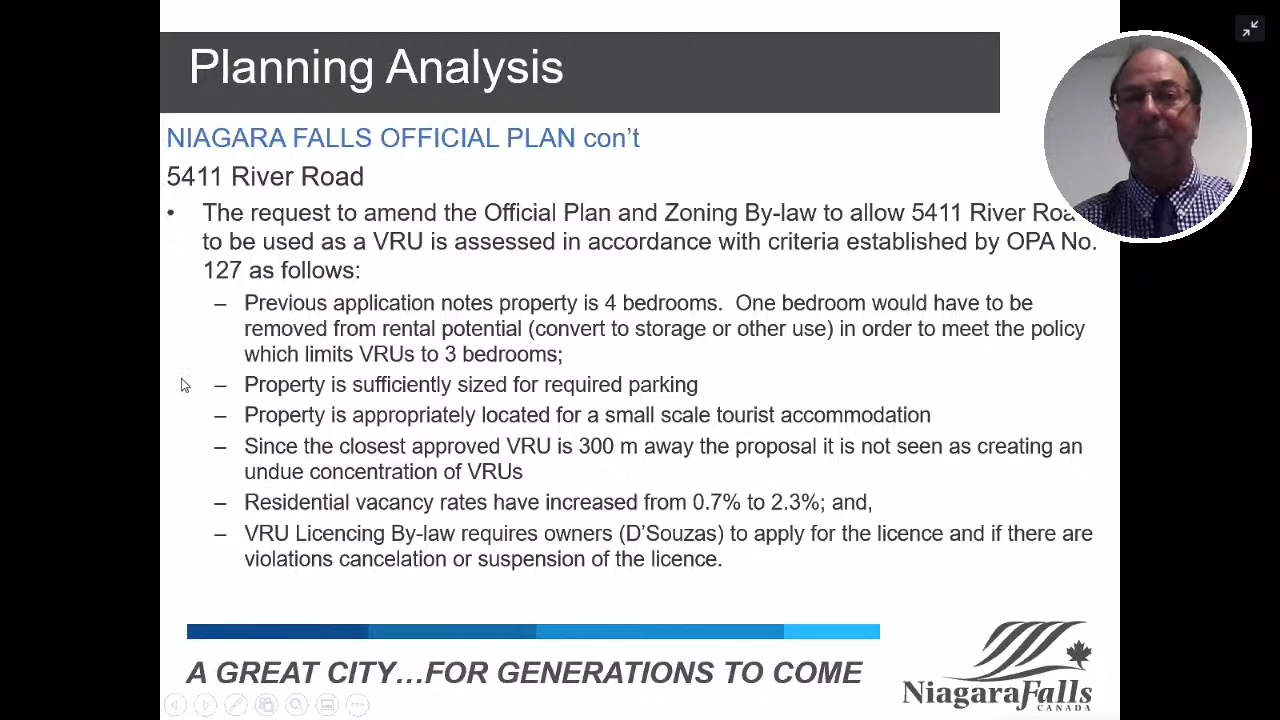 Planning Analysis
NIAGARA FALLS OFFICIAL PLAN con't
5411 River Road
• The request to amend the Official Plan and Zoning By-law to allow 5411 River
to be used as a VRU is assessed in accordance with criteria established by OPA No.
127 as follows:
– Previous application notes property is 4 bedrooms. One bedroom would have to be
removed from rental potential (convert to storage or other use) in order to meet the policy
which limits VRUs to 3 bedrooms;
– Property is sufficiently sized for required parking
– Property is appropriately located for a small scale tourist accommodation
– Since the closest approved VRU is 300 m away the proposal it is not seen as creating an
undue concentration of VRUs
– Residential vacancy rates have increased from 0.7% to 2.3%; and,
– VRU Licencing By-law requires owners (D'Souzas) to apply for the licence and if there are
violations cancelation or suspension of the licence.
A GREAT CITY…FOR GENERATIONS TO COME
NiagaraFalls
CANADA